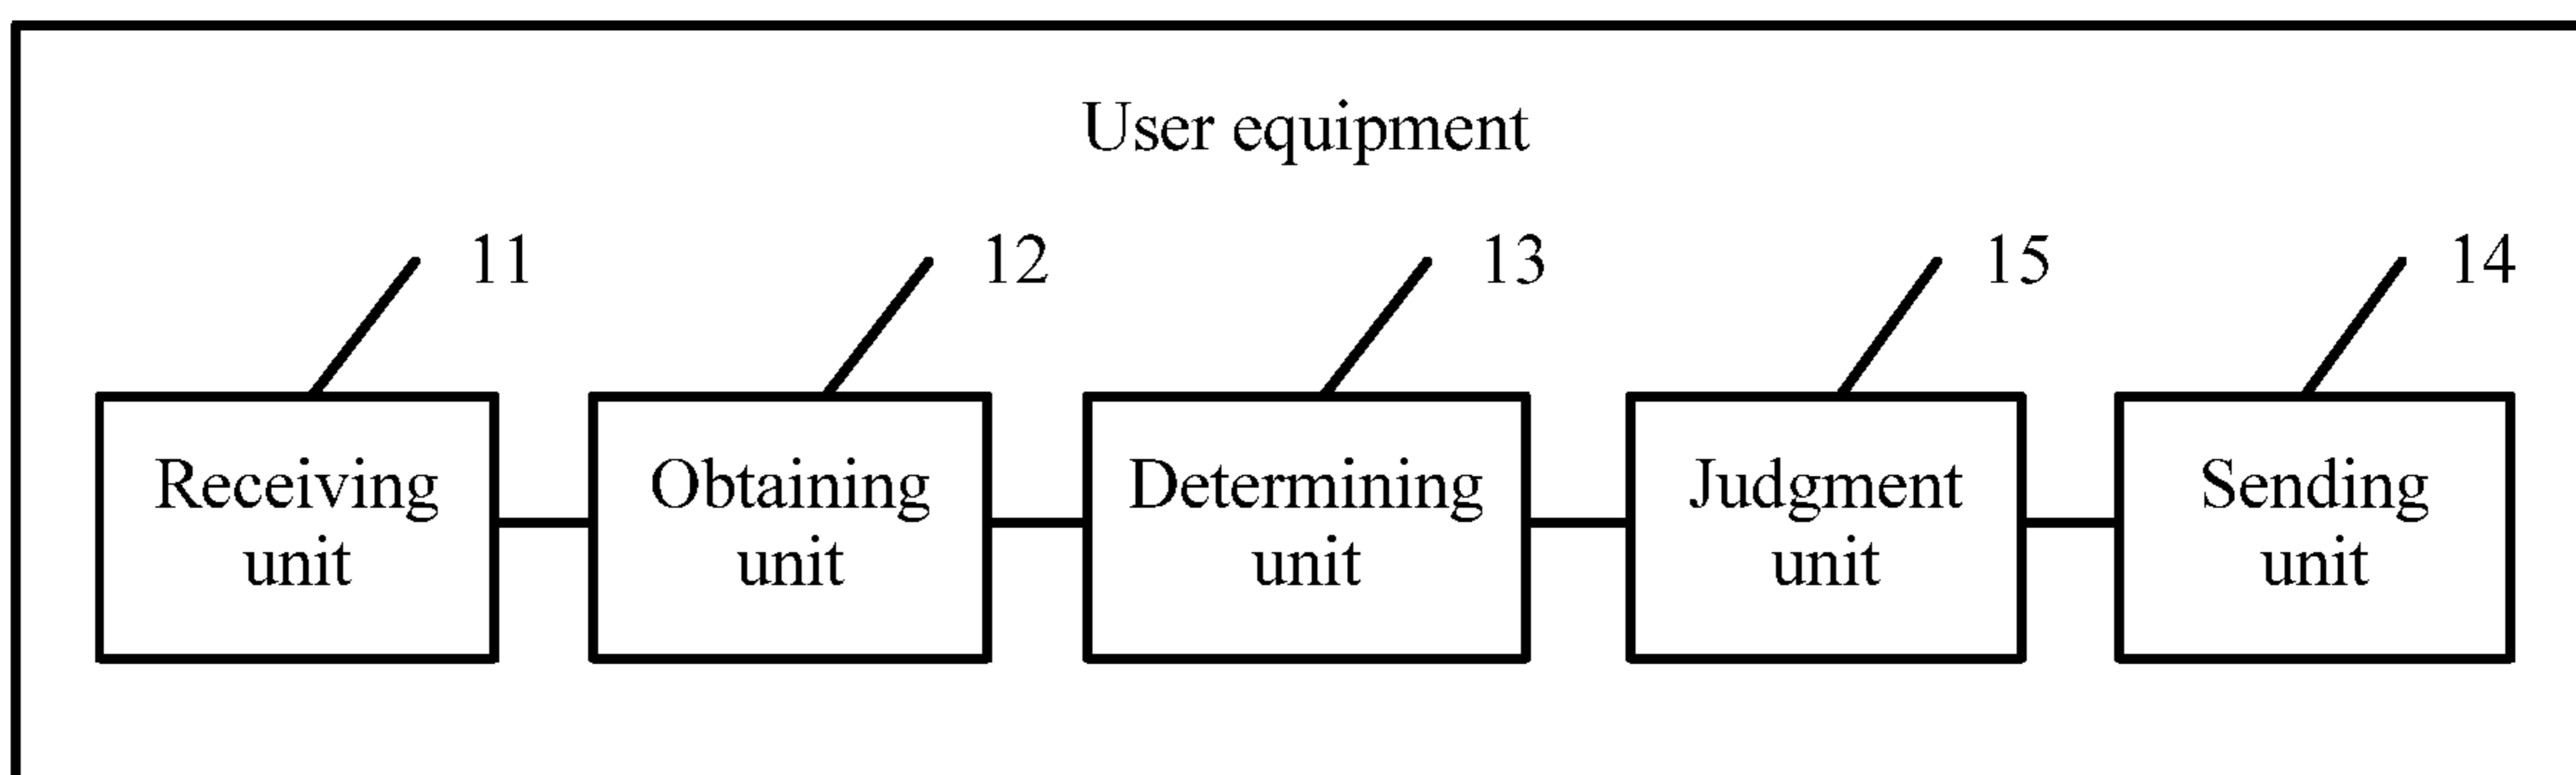 User equipment
11
12
13
15
14
Receiving
unit
Obtaining
unit
Determining
unit
Judgment
unit
Sending
unit